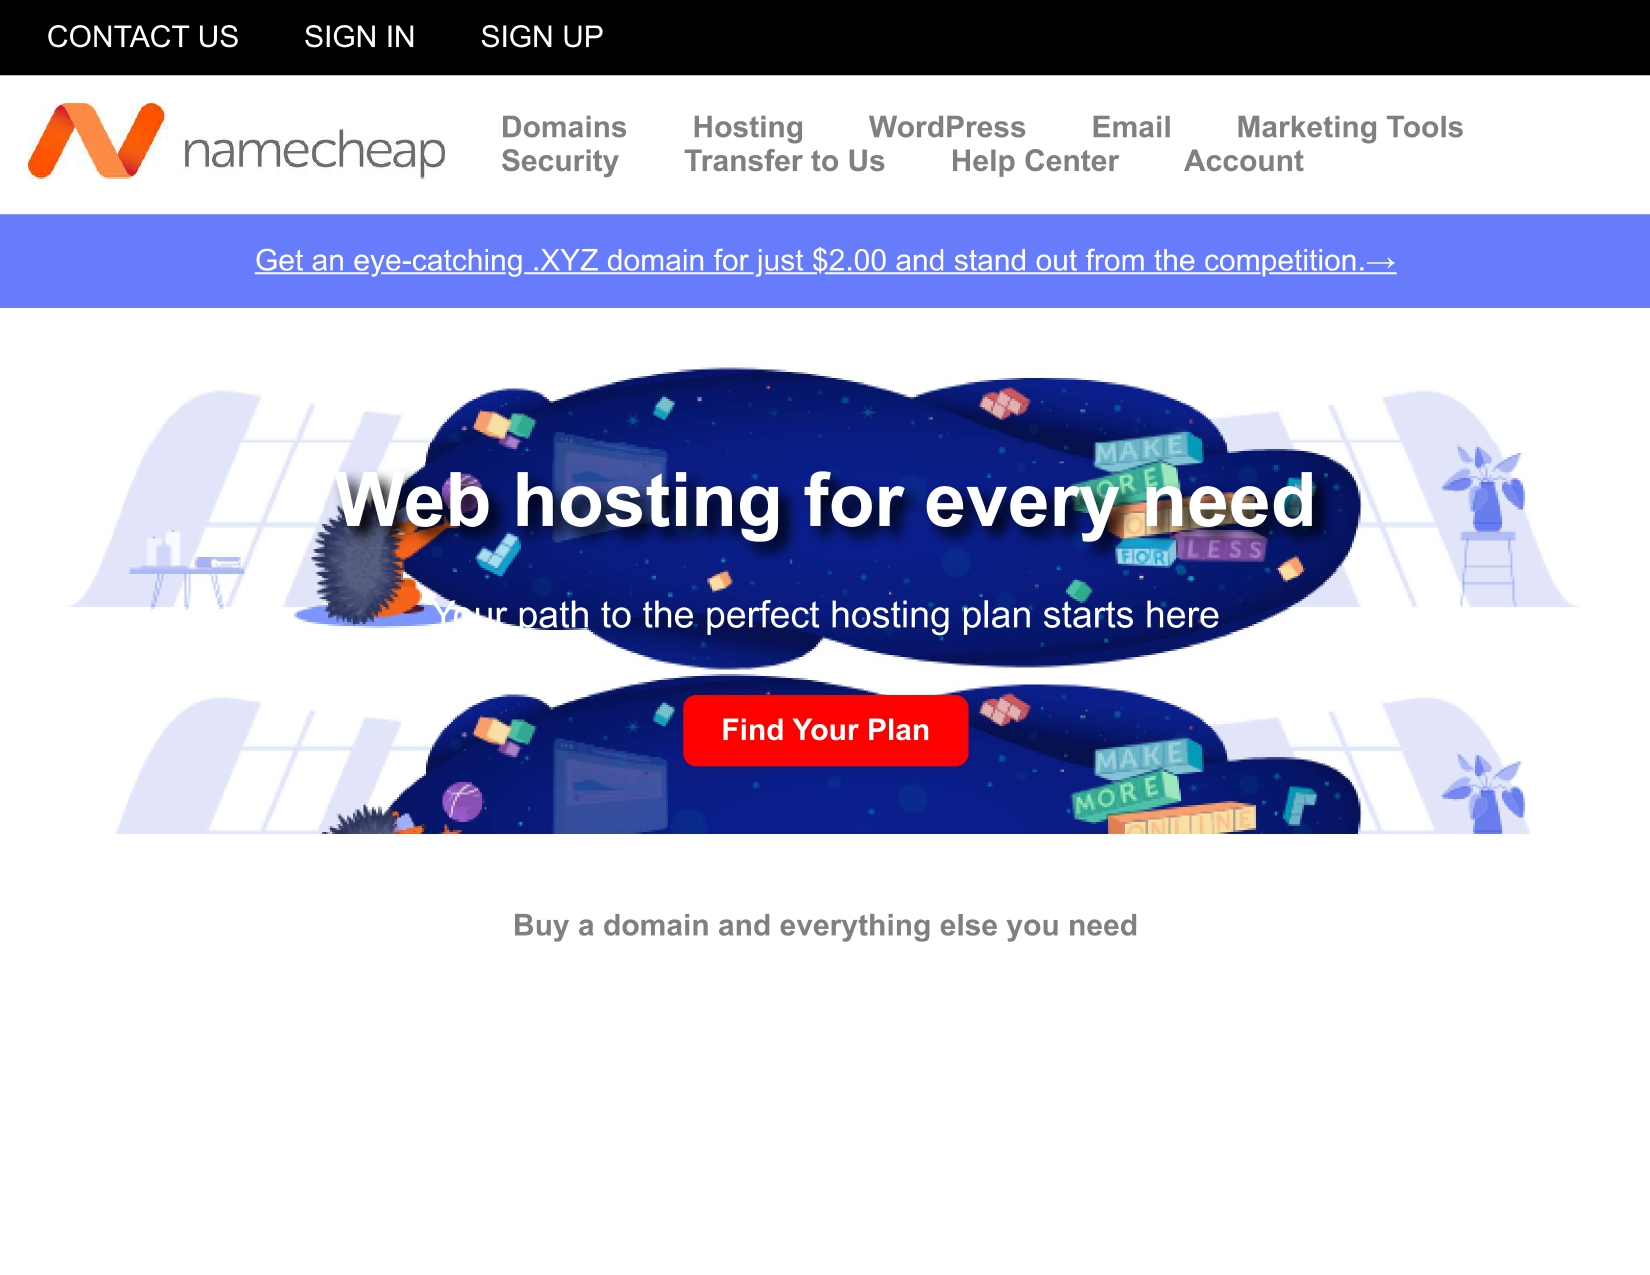 CONTACT US SIGN IN SIGN UP
namecheap
Domains Hosting WordPress Email Marketing Tools
Security Transfer to Us Help Center Account
Get an eye-catching .XYZ domain for just $2.00 and stand out from the competition.→
MAKE
ORE
Web hosting for every need
FOR LESS
Your path to the perfect hosting plan starts here
Find Your Plan
MAKE
MORE
ONLINE
Buy a domain and everything else you need